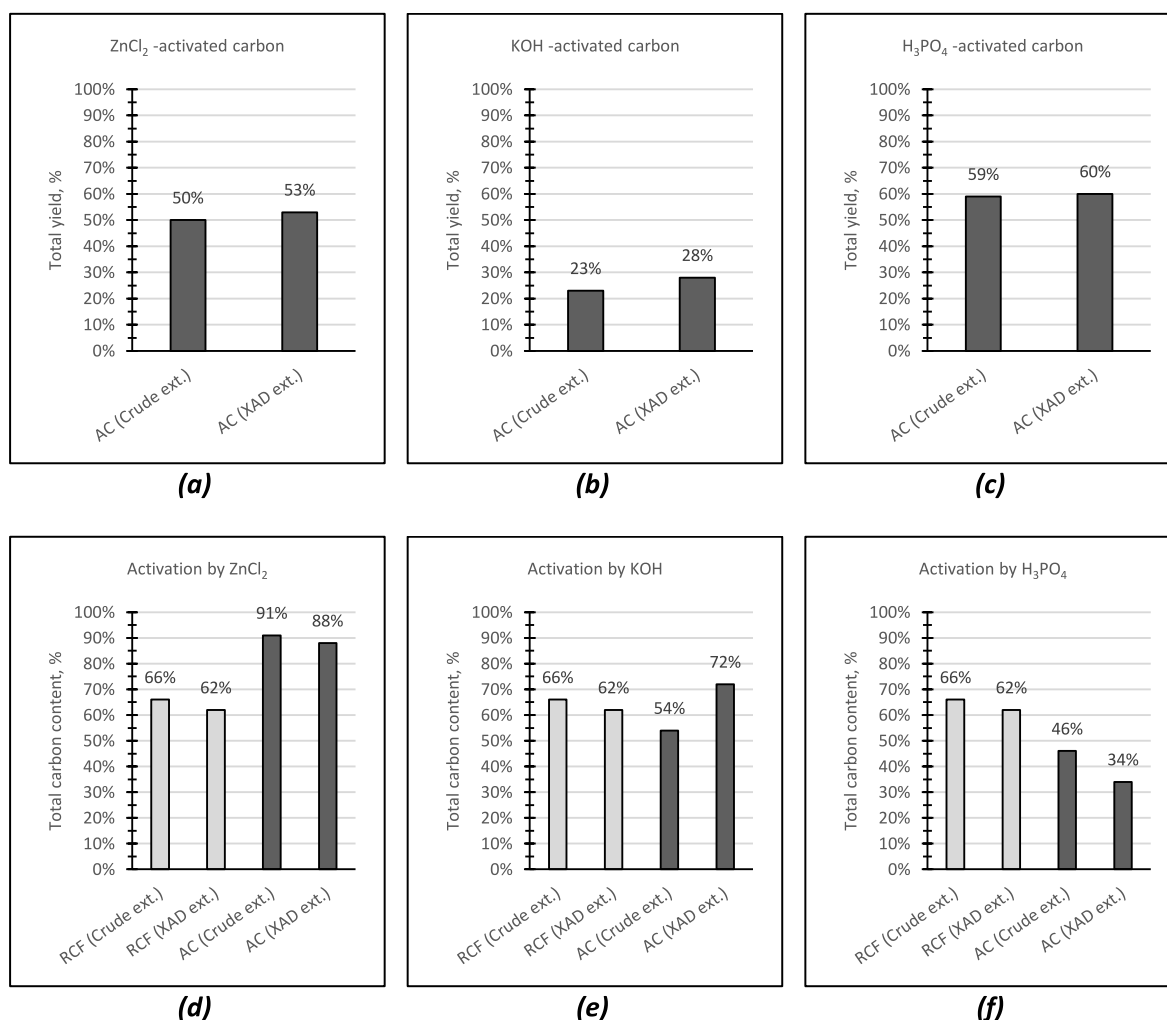 ZnCl₂ -activated carbon
Total yield, %
100%
90%
80%
70%
60%
50%
40%
30%
20%
10%
0%
50%
53%
AC (Crude ext.)
AC (XAD ext.)
(a)
KOH -activated carbon
Total yield, %
100%
90%
80%
70%
60%
50%
40%
30%
20%
10%
0%
23%
28%
AC (Crude ext.)
AC (XAD ext.)
(b)
H₃PO₄ -activated carbon
Total yield, %
100%
90%
80%
70%
60%
50%
40%
30%
20%
10%
0%
59%
60%
AC (Crude ext.)
AC (XAD ext.)
(c)
Activation by ZnCl₂
Total carbon content, %
100%
90%
80%
70%
60%
50%
40%
30%
20%
10%
0%
66%
62%
91%
88%
RCF (Crude ext.)
RCF (XAD ext.)
AC (Crude ext.)
AC (XAD ext.)
(d)
Activation by KOH
Total carbon content, %
100%
90%
80%
70%
60%
50%
40%
30%
20%
10%
0%
66%
62%
54%
72%
RCF (Crude ext.)
RCF (XAD ext.)
AC (Crude ext.)
AC (XAD ext.)
(e)
Activation by H₃PO₄
Total carbon content, %
100%
90%
80%
70%
60%
50%
40%
30%
20%
10%
0%
66%
62%
46%
34%
RCF (Crude ext.)
RCF (XAD ext.)
AC (Crude ext.)
AC (XAD ext.)
(f)